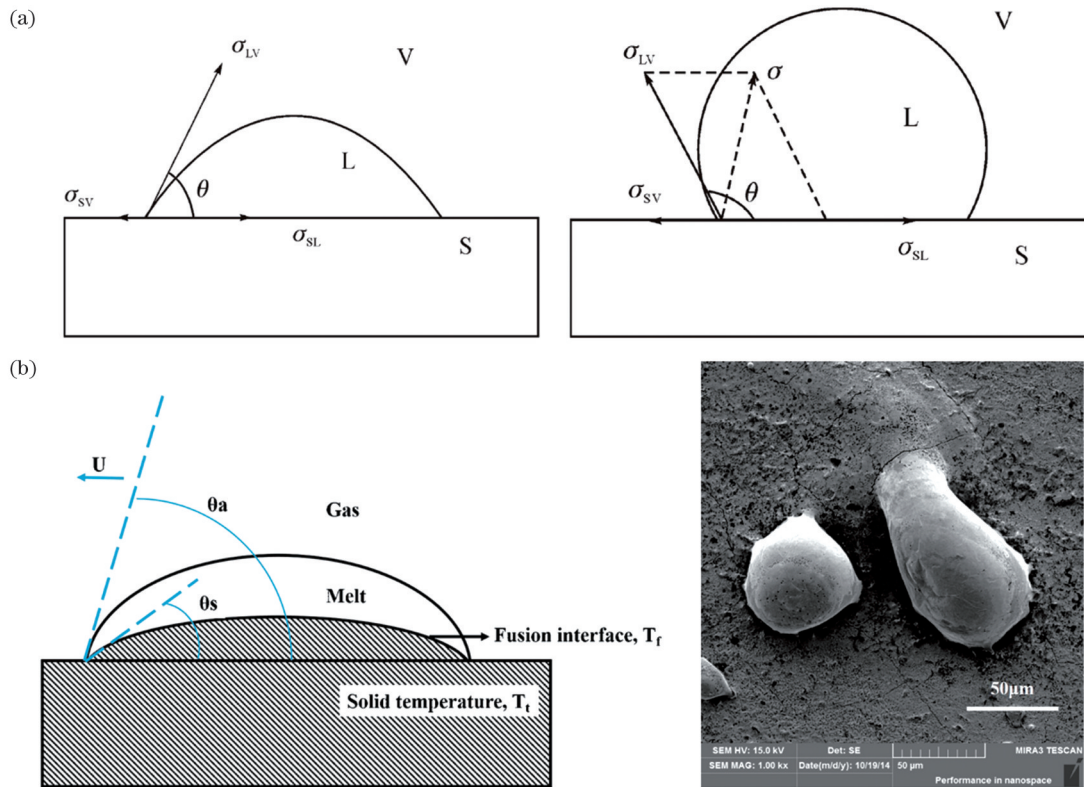 (a)
σLV
V
L
θ
σSV
σSL
S
V
σLV
σ
L
σSV
θ
σSL
S
(b)
U
θa
Gas
θs
Melt
Fusion interface, Tf
Solid temperature, Tt
50μm
SEM HV: 15.0 kV
Det: SE
MIRA3 TESCAN
SEM MAG: 1.00 kx
Date(m/d/y): 10/19/14
50 μm
Performance in nanospace